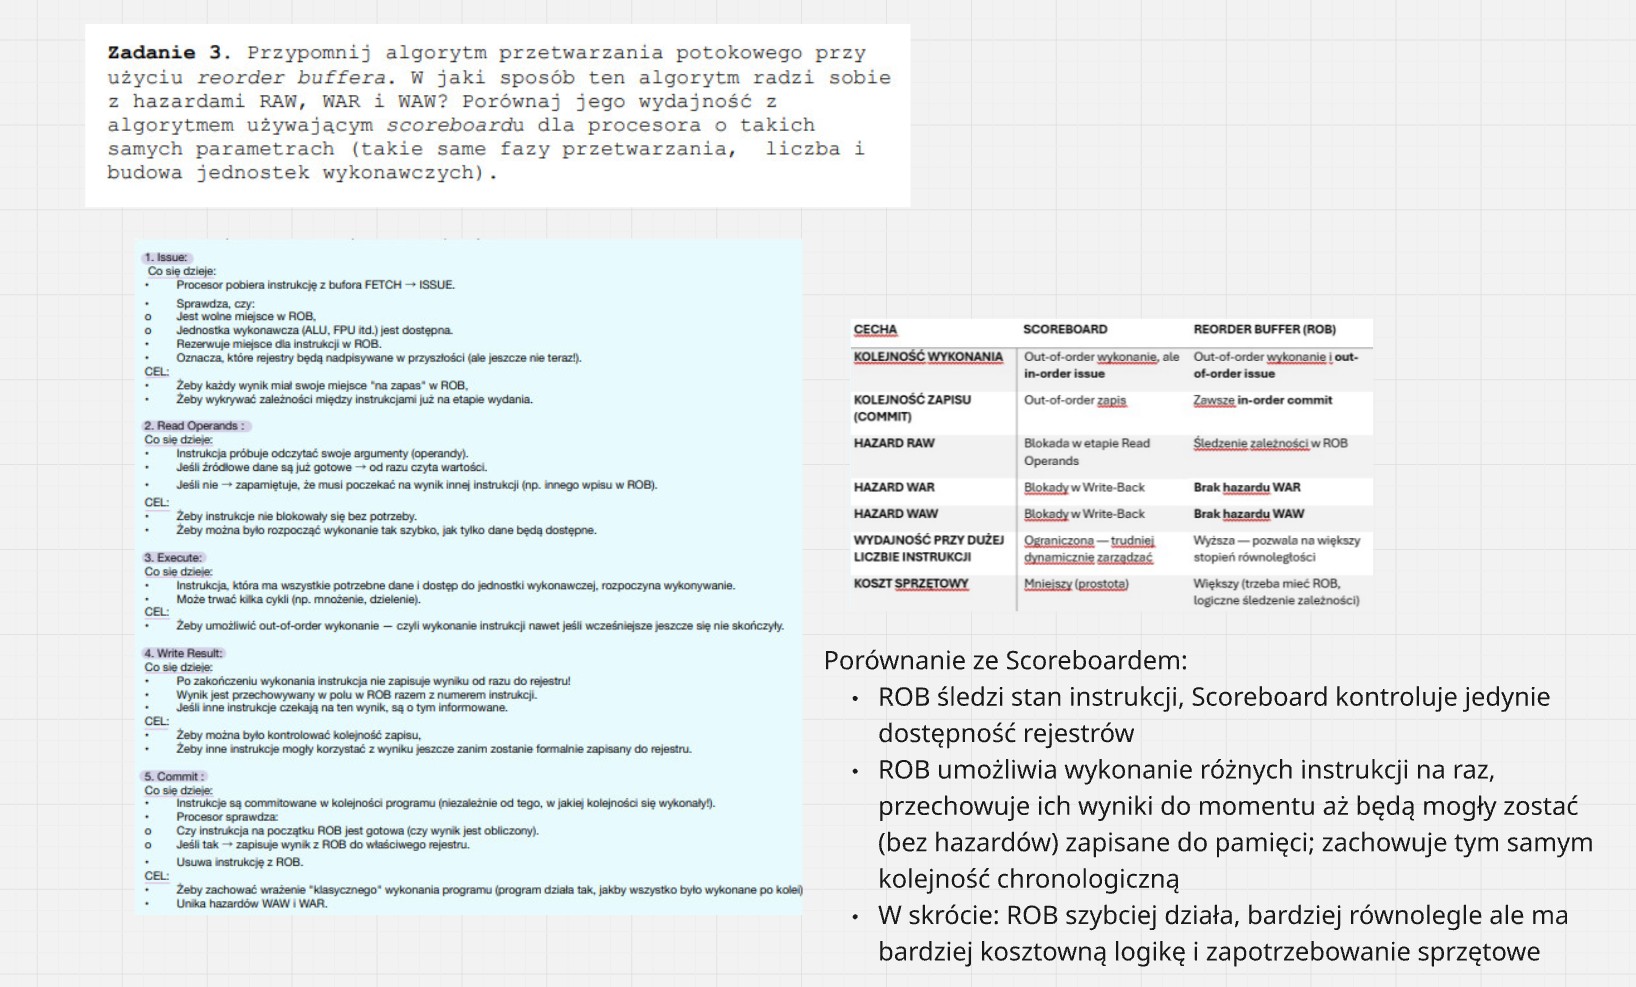 Zadanie 3. Przypomnij algorytm przetwarzania potokowego przy
użyciu reorder buffera. W jaki sposób ten algorytm radzi sobie
z hazardami RAW, WAR i WAW? Porównaj jego wydajność z
algorytmem używającym scoreboardu dla procesora o takich
samych parametrach (takie same fazy przetwarzania, liczba i
budowa jednostek wykonawczych).
1. Issue:
Co się dzieje:
• Procesor pobiera instrukcję z bufora FETCH → ISSUE.
• Sprawdza, czy:
o Jest wolne miejsce w ROB,
o Jednostka wykonawcza (ALU, FPU itd.) jest dostępna.
• Rezerwuje miejsce dla instrukcji w ROB.
• Oznacza, które rejestry będą nadpisywane w przyszłości (ale jeszcze nie teraz!).
CEL:
• Żeby każdy wynik miał swoje miejsce "na zapas" w ROB,
• Żeby wykrywać zależności między instrukcjami już na etapie wydania.
2. Read Operands :
Co się dzieje:
• Instrukcja próbuje odczytać swoje argumenty (operandy).
• Jeśli źródłowe dane są już gotowe → od razu czyta wartości.
• Jeśli nie → zapamiętuje, że musi poczekać na wynik innej instrukcji (np. innego wpisu w ROB).
CEL:
• Żeby instrukcje nie blokowały się bez potrzeby.
• Żeby można było rozpocząć wykonanie tak szybko, jak tylko dane będą dostępne.
3. Execute:
Co się dzieje:
• Instrukcja, która ma wszystkie potrzebne dane i dostęp do jednostki wykonawczej, rozpoczyna wykonywanie.
• Może trwać kilka cykli (np. mnożenie, dzielenie).
CEL:
• Żeby umożliwić out-of-order wykonanie — czyli wykonanie instrukcji nawet jeśli wcześniejsze jeszcze się nie skończyły.
4. Write Result:
Co się dzieje:
• Po zakończeniu wykonania instrukcja nie zapisuje wyniku od razu do rejestru!
• Wynik jest przechowywany w polu w ROB razem z numerem instrukcji.
• Jeśli inne instrukcje czekają na ten wynik, są o tym informowane.
CEL:
• Żeby można było kontrolować kolejność zapisu,
• Żeby inne instrukcje mogły korzystać z wyniku jeszcze zanim zostanie formalnie zapisany do rejestru.
5. Commit :
Co się dzieje:
• Instrukcje są commitowane w kolejności programu (niezależnie od tego, w jakiej kolejności się wykonały!).
• Procesor sprawdza:
o Czy instrukcja na początku ROB jest gotowa (czy wynik jest obliczony).
o Jeśli tak → zapisuje wynik z ROB do właściwego rejestru.
• Usuwa instrukcję z ROB.
CEL:
• Żeby zachować wrażenie "klasycznego" wykonania programu (program działa tak, jakby wszystko było wykonane po kolei)
• Unika hazardów WAW i WAR.
CECHA SCOREBOARD REORDER BUFFER (ROB)
KOLEJNOŚĆ WYKONANIA Out-of-order wykonanie, ale Out-of-order wykonanie i out-
in-order issue of-order issue
KOLEJNOŚĆ ZAPISU Out-of-order zapis Zawsze in-order commit
(COMMIT)
HAZARD RAW Blokada w etapie Read Śledzenie zależności w ROB
Operands
HAZARD WAR Blokady w Write-Back Brak hazardu WAR
HAZARD WAW Blokady w Write-Back Brak hazardu WAW
WYDAJNOŚĆ PRZY DUŻEJ Ograniczona — trudniej Wyższa — pozwala na większy
LICZBIE INSTRUKCJI dynamicznie zarządzać stopień równoległości
KOSZT SPRZĘTOWY Mniejszy (prostota) Większy (trzeba mieć ROB,
logiczne śledzenie zależności)
Porównanie ze Scoreboardem:
• ROB śledzi stan instrukcji, Scoreboard kontroluje jedynie
dostępność rejestrów
• ROB umożliwia wykonanie różnych instrukcji na raz,
przechowuje ich wyniki do momentu aż będą mogły zostać
(bez hazardów) zapisane do pamięci; zachowuje tym samym
kolejność chronologiczną
• W skrócie: ROB szybciej działa, bardziej równolegle ale ma
bardziej kosztowną logikę i zapotrzebowanie sprzętowe